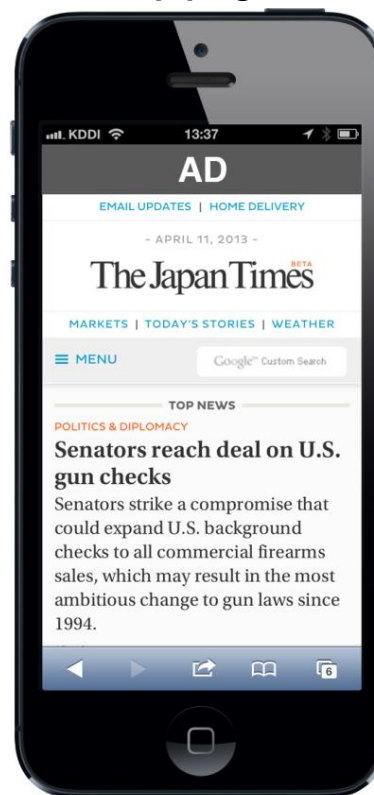 KDDI 13:37
AD
EMAIL UPDATES | HOME DELIVERY
- APRIL 11, 2013 -
BETA
The Japan Times
MARKETS | TODAY'S STORIES | WEATHER
MENU Google™ Custom Search
TOP NEWS
POLITICS & DIPLOMACY
Senators reach deal on U.S.
gun checks
Senators strike a compromise that
could expand U.S. background
checks to all commercial firearms
sales, which may result in the most
ambitious change to gun laws since
1994.
6